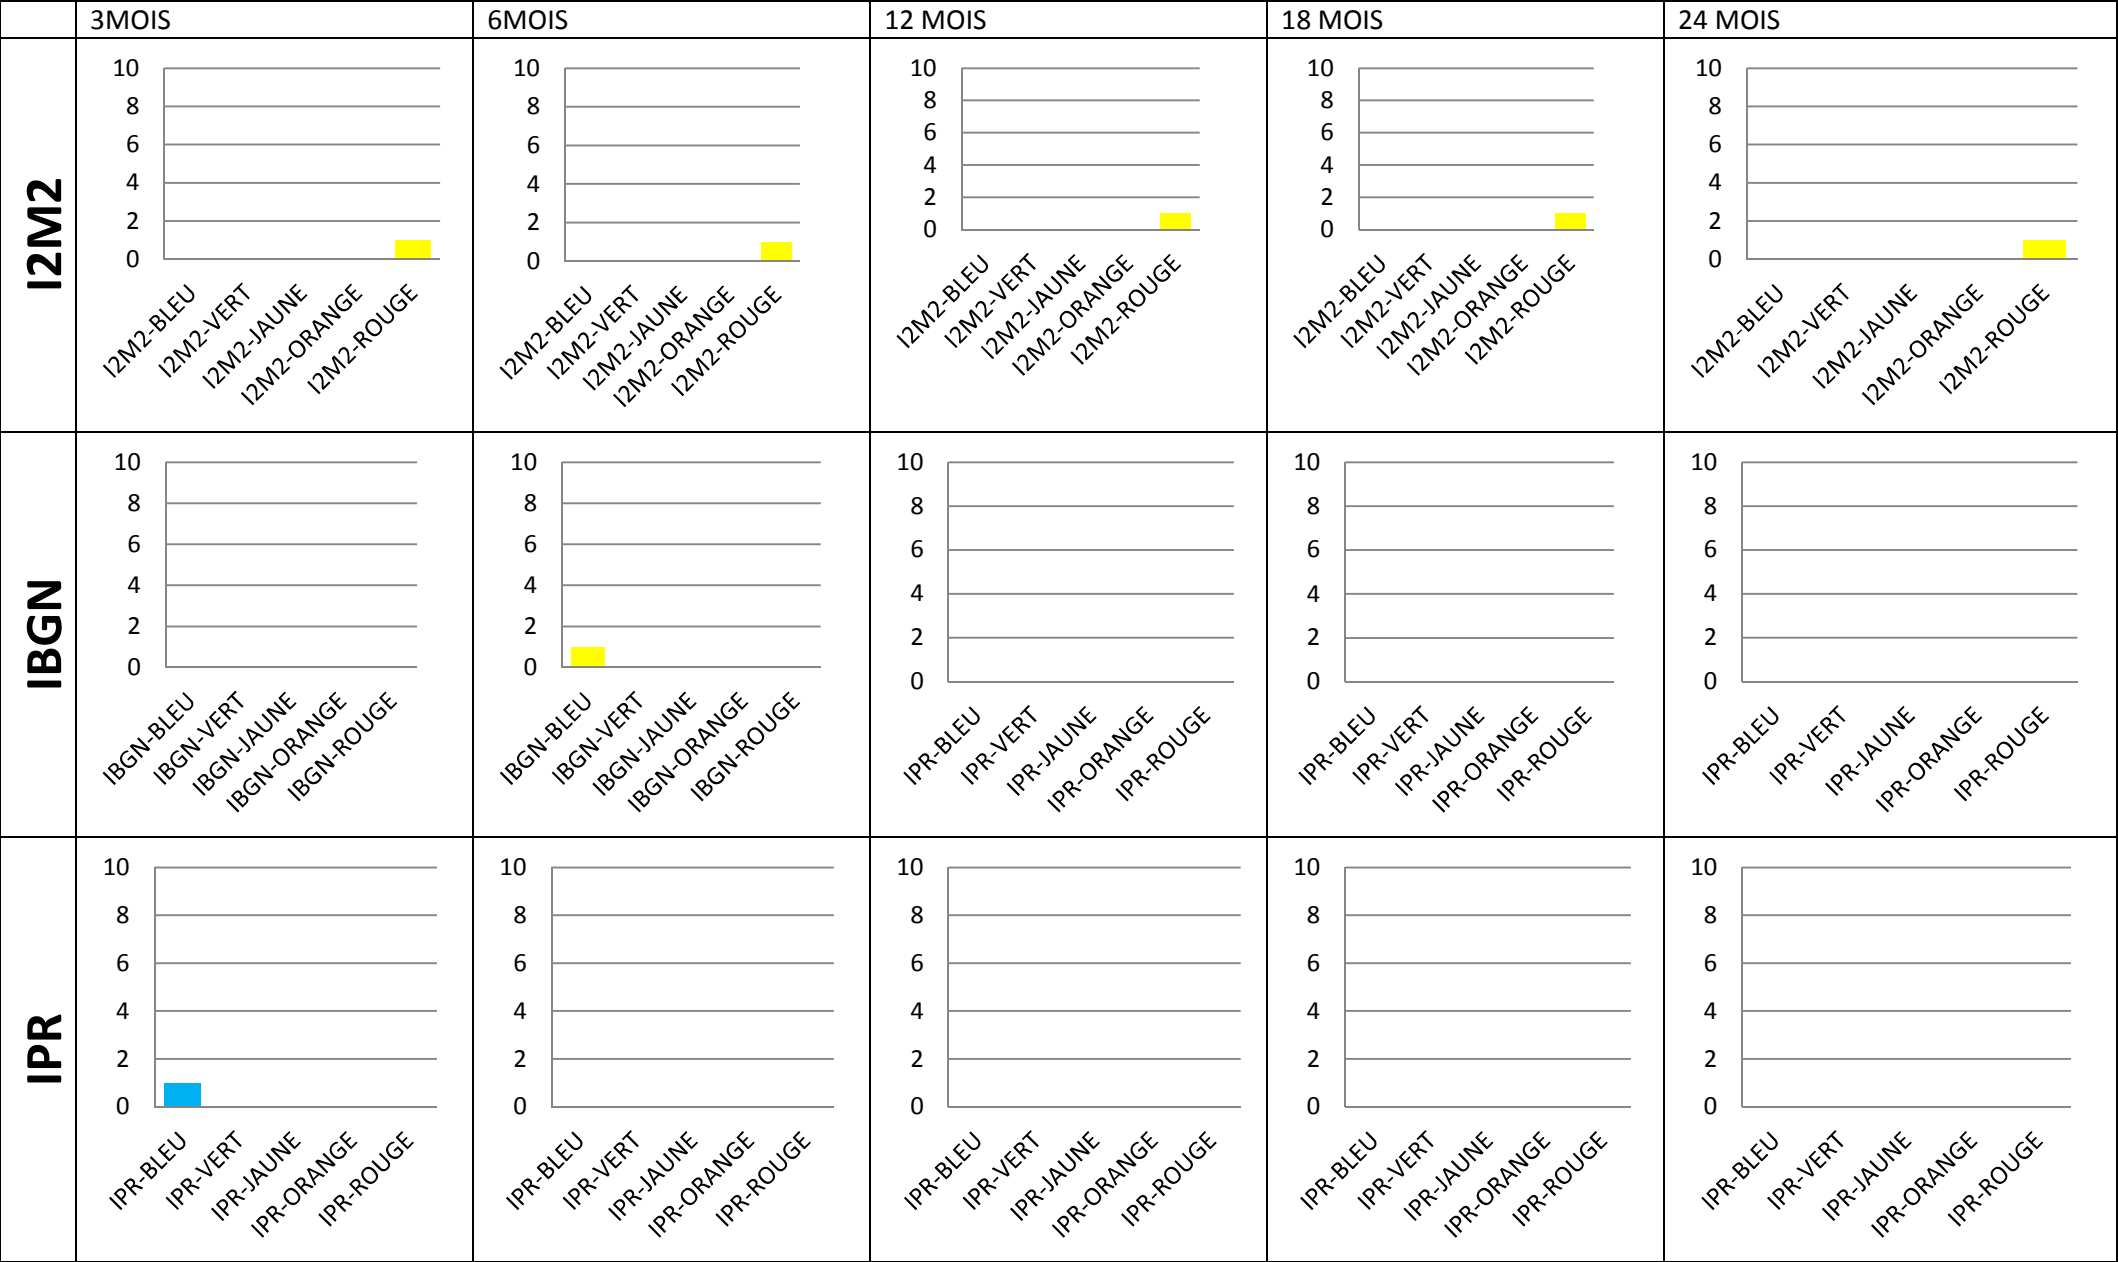 3MOIS 6MOIS 12 MOIS 18 MOIS 24 MOIS
I2M2
10
8
6
4
2
0
I2M2-BLEU
I2M2-VERT
I2M2-JAUNE
I2M2-ORANGE
I2M2-ROUGE
10
8
6
4
2
0
I2M2-BLEU
I2M2-VERT
I2M2-JAUNE
I2M2-ORANGE
I2M2-ROUGE
10
8
6
4
2
0
I2M2-BLEU
I2M2-VERT
I2M2-JAUNE
I2M2-ORANGE
I2M2-ROUGE
10
8
6
4
2
0
I2M2-BLEU
I2M2-VERT
I2M2-JAUNE
I2M2-ORANGE
I2M2-ROUGE
10
8
6
4
2
0
I2M2-BLEU
I2M2-VERT
I2M2-JAUNE
I2M2-ORANGE
I2M2-ROUGE
IBGN
10
8
6
4
2
0
IBGN-BLEU
IBGN-VERT
IBGN-JAUNE
IBGN-ORANGE
IBGN-ROUGE
10
8
6
4
2
0
IBGN-BLEU
IBGN-VERT
IBGN-JAUNE
IBGN-ORANGE
IBGN-ROUGE
10
8
6
4
2
0
IPR-BLEU
IPR-VERT
IPR-JAUNE
IPR-ORANGE
IPR-ROUGE
10
8
6
4
2
0
IPR-BLEU
IPR-VERT
IPR-JAUNE
IPR-ORANGE
IPR-ROUGE
10
8
6
4
2
0
IPR-BLEU
IPR-VERT
IPR-JAUNE
IPR-ORANGE
IPR-ROUGE
IPR
10
8
6
4
2
0
IPR-BLEU
IPR-VERT
IPR-JAUNE
IPR-ORANGE
IPR-ROUGE
10
8
6
4
2
0
IPR-BLEU
IPR-VERT
IPR-JAUNE
IPR-ORANGE
IPR-ROUGE
10
8
6
4
2
0
IPR-BLEU
IPR-VERT
IPR-JAUNE
IPR-ORANGE
IPR-ROUGE
10
8
6
4
2
0
IPR-BLEU
IPR-VERT
IPR-JAUNE
IPR-ORANGE
IPR-ROUGE
10
8
6
4
2
0
IPR-BLEU
IPR-VERT
IPR-JAUNE
IPR-ORANGE
IPR-ROUGE